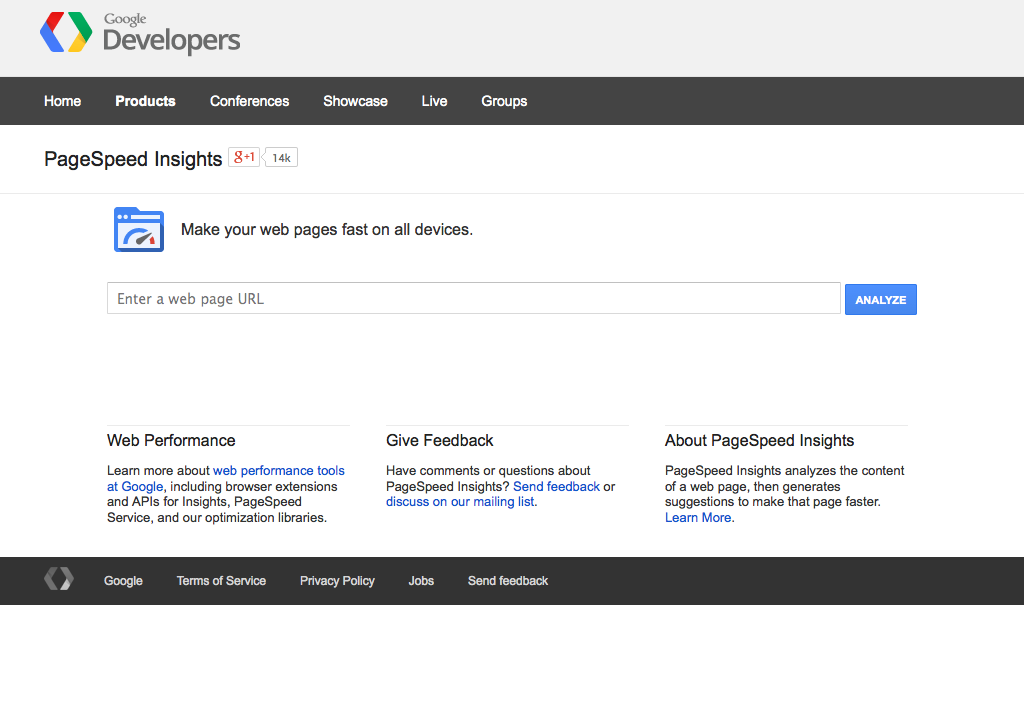 Google
Developers
Home Products Conferences Showcase Live Groups
PageSpeed Insights g+1 14k
Make your web pages fast on all devices.
Enter a web page URL ANALYZE
Web Performance
Learn more about web performance tools
at Google, including browser extensions
and APIs for Insights, PageSpeed
Service, and our optimization libraries.
Give Feedback
Have comments or questions about
PageSpeed Insights? Send feedback or
discuss on our mailing list.
About PageSpeed Insights
PageSpeed Insights analyzes the content
of a web page, then generates
suggestions to make that page faster.
Learn More.
Google Terms of Service Privacy Policy Jobs Send feedback